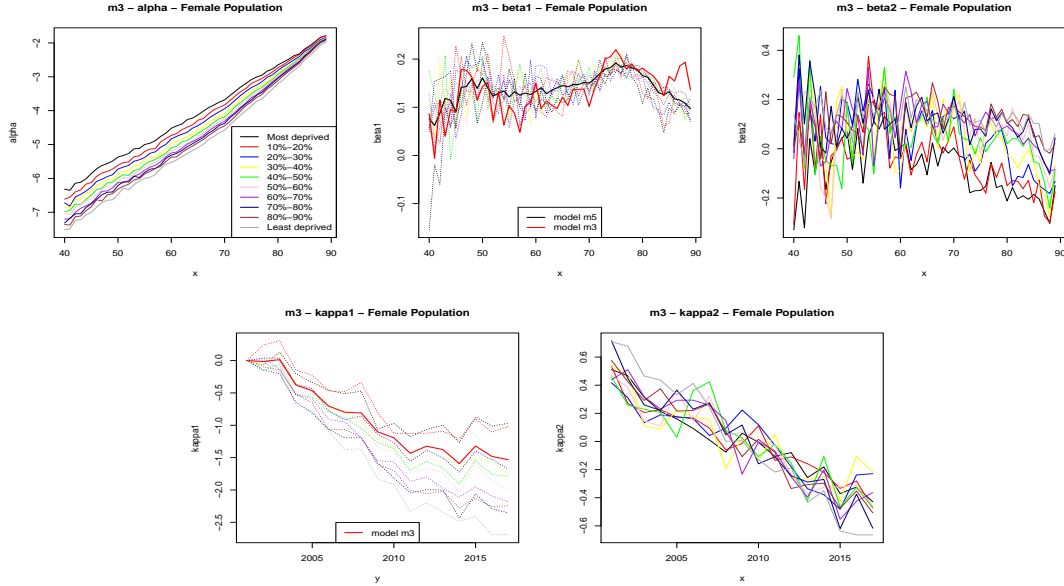 m3 − alpha − Female Population
alpha
−2
−3
−4
−5
−6
−7
40 50 60 70 80 90
x
Most deprived
10%−20%
20%−30%
30%−40%
40%−50%
50%−60%
60%−70%
70%−80%
80%−90%
Least deprived
m3 − beta1 − Female Population
beta1
0.2
0.1
0.0
−0.1
40 50 60 70 80 90
x
model m5
model m3
m3 − beta2 − Female Population
beta2
0.4
0.2
0.0
−0.2
40 50 60 70 80 90
x
m3 − kappa1 − Female Population
kappa1
0.0
−0.5
−1.0
−1.5
−2.0
−2.5
2005 2010 2015
y
model m3
m3 − kappa2 − Female Population
kappa2
0.6
0.4
0.2
0.0
−0.2
−0.4
−0.6
2005 2010 2015
x